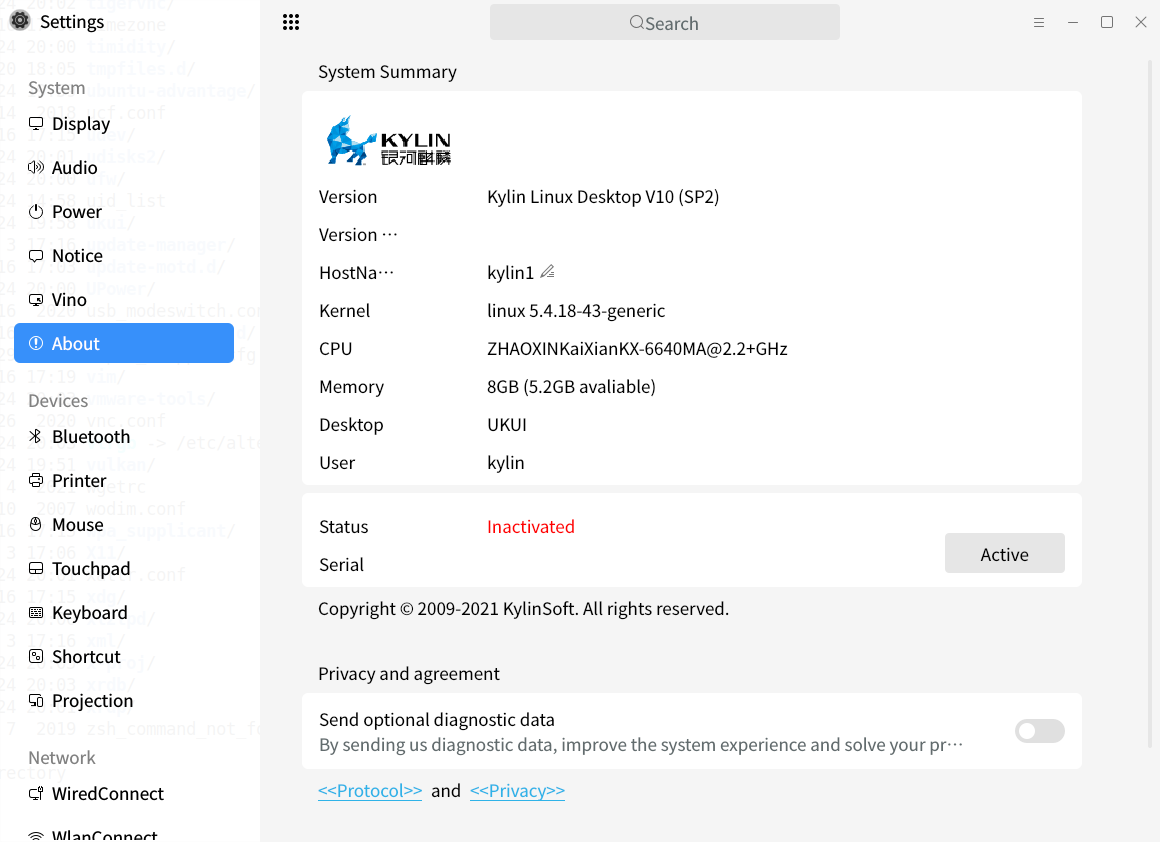 Settings
Search
System
Display
Audio
Power
Notice
Vino
About
Devices
Bluetooth
Printer
Mouse
Touchpad
Keyboard
Shortcut
Projection
Network
WiredConnect
WlanConnect
System Summary
KYLIN
银河麒麟
Version Kylin Linux Desktop V10 (SP2)
Version ···
HostNa··· kylin1
Kernel linux 5.4.18-43-generic
CPU ZHAOXINKaiXianKX-6640MA@2.2+GHz
Memory 8GB (5.2GB avaliable)
Desktop UKUI
User kylin
Status Inactivated
Serial
Active
Copyright © 2009-2021 KylinSoft. All rights reserved.
Privacy and agreement
Send optional diagnostic data
By sending us diagnostic data, improve the system experience and solve your pr···
<<Protocol>> and <<Privacy>>